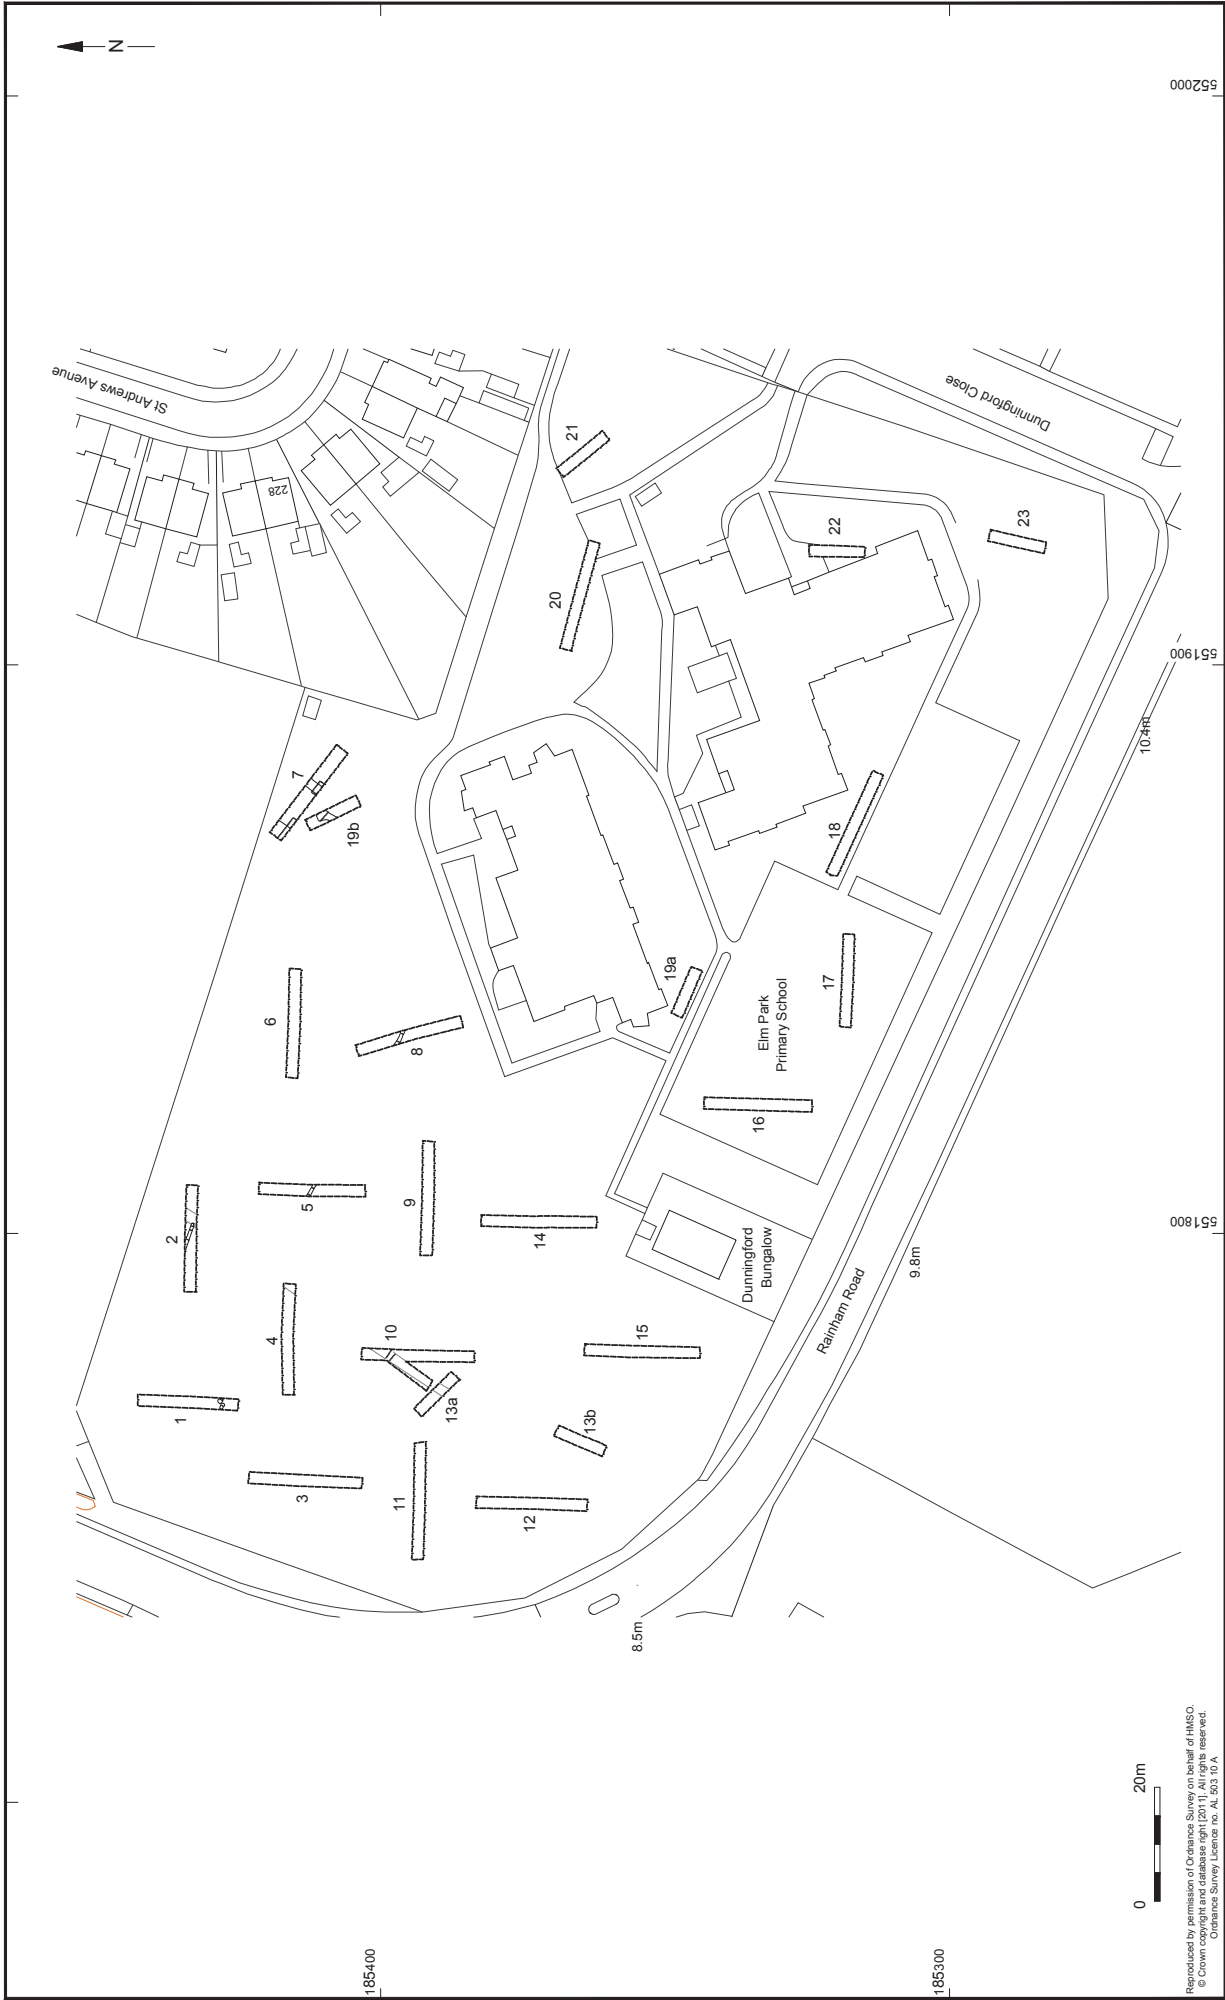 N
552000
St Andrews Avenue
228
21
Dunningford Close
22
23
20
551900
10.4m
7
19b
18
19a
17
Elm Park
Primary School
6
8
16
5
9
14
2
551800
Dunningford
Bungalow
9.8m
Rainham Road
4
10
15
1
13a
13b
3
11
12
8.5m
0
20m
185400
185300
Reproduced by permission of Ordnance Survey on behalf of HMSO.
© Crown copyright and database right [2011]. All rights reserved.
Ordnance Survey Licence no. AL 503 10 A